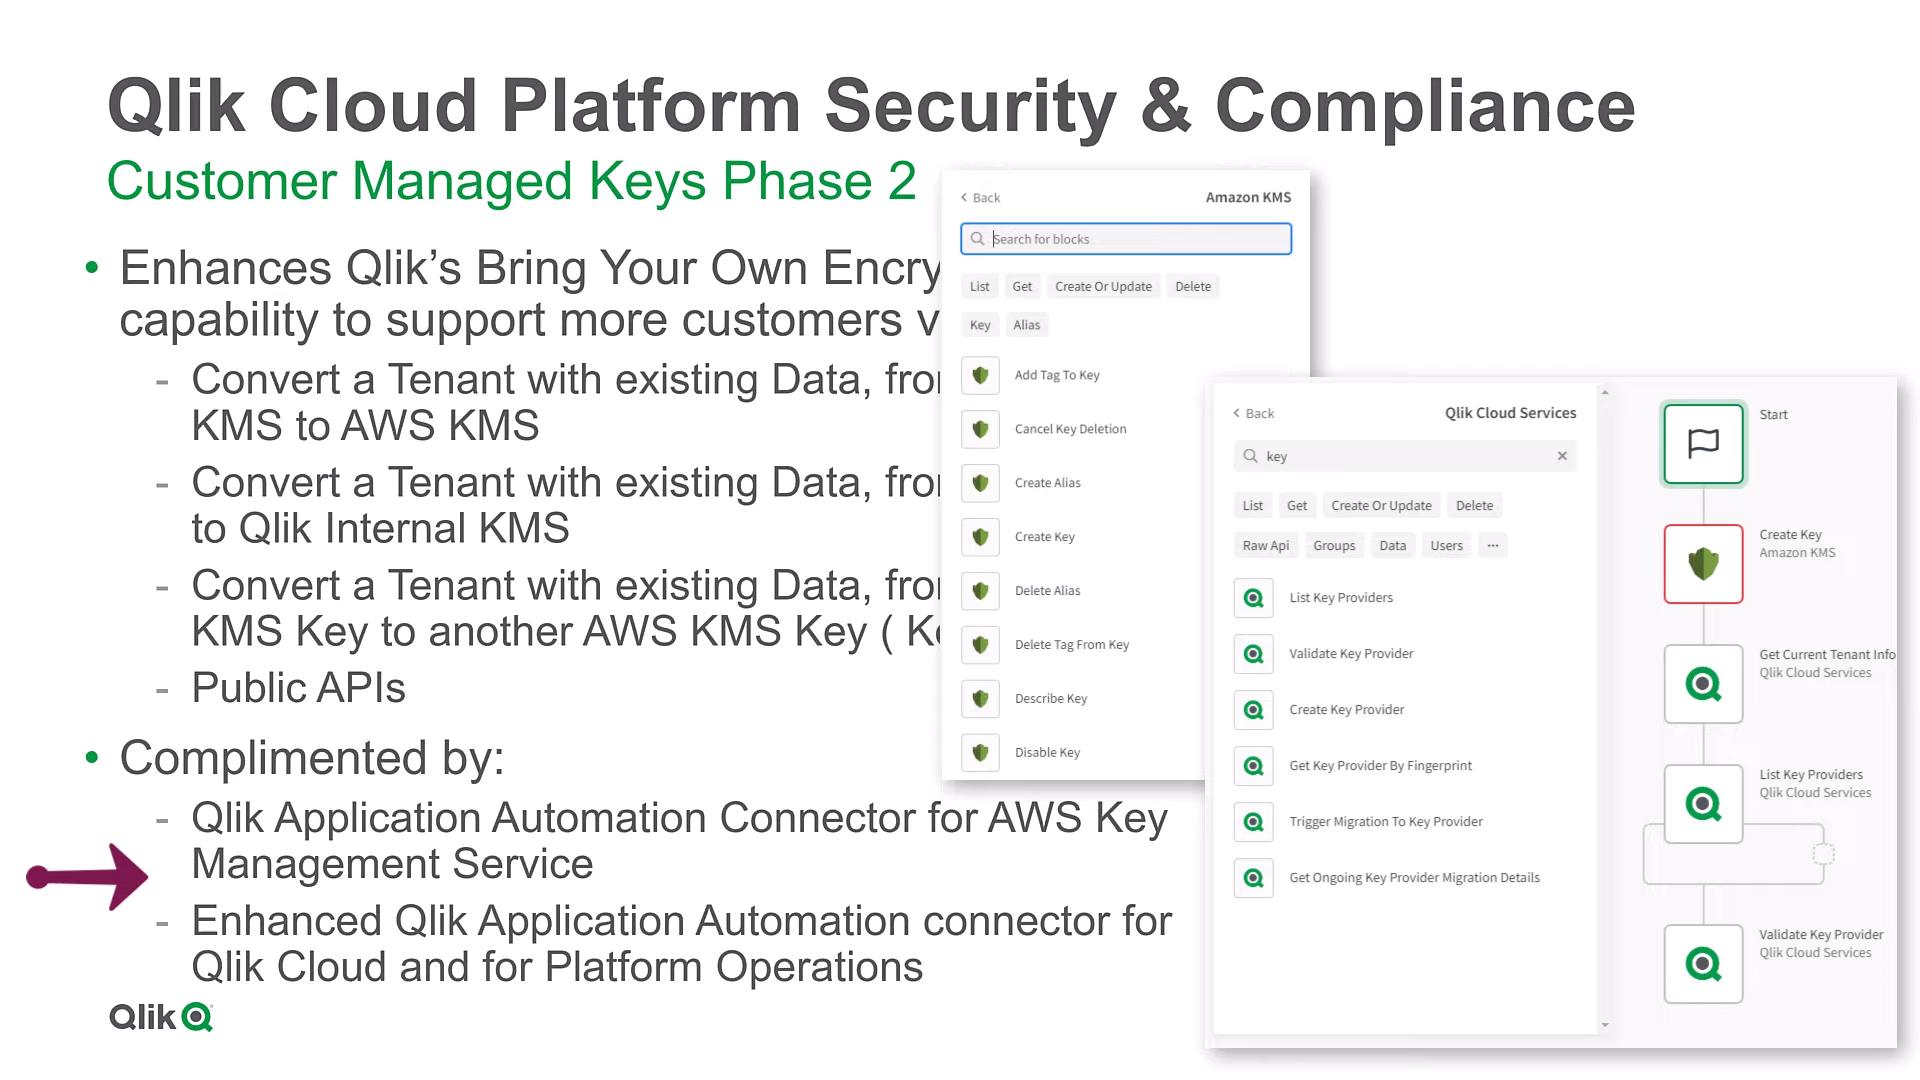 Qlik Cloud Platform Security & Compliance
Customer Managed Keys Phase 2
• Enhances Qlik’s Bring Your Own Encry
capability to support more customers v
- Convert a Tenant with existing Data, fro
KMS to AWS KMS
- Convert a Tenant with existing Data, fro
to Qlik Internal KMS
- Convert a Tenant with existing Data, fro
KMS Key to another AWS KMS Key ( K
- Public APIs
• Complimented by:
- Qlik Application Automation Connector for AWS Key
Management Service
- Enhanced Qlik Application Automation connector for
Qlik Cloud and for Platform Operations
Qlik
Back
Amazon KMS
Search for blocks
List Get Create Or Update Delete
Key Alias
Add Tag To Key
Cancel Key Deletion
Create Alias
Create Key
Delete Alias
Delete Tag From Key
Describe Key
Disable Key
Back
Qlik Cloud Services
key
List Get Create Or Update Delete
Raw Api Groups Data Users ...
List Key Providers
Validate Key Provider
Create Key Provider
Get Key Provider By Fingerprint
Trigger Migration To Key Provider
Get Ongoing Key Provider Migration Details
Start
Create Key
Amazon KMS
Get Current Tenant Info
Qlik Cloud Services
List Key Providers
Qlik Cloud Services
Validate Key Provider
Qlik Cloud Services